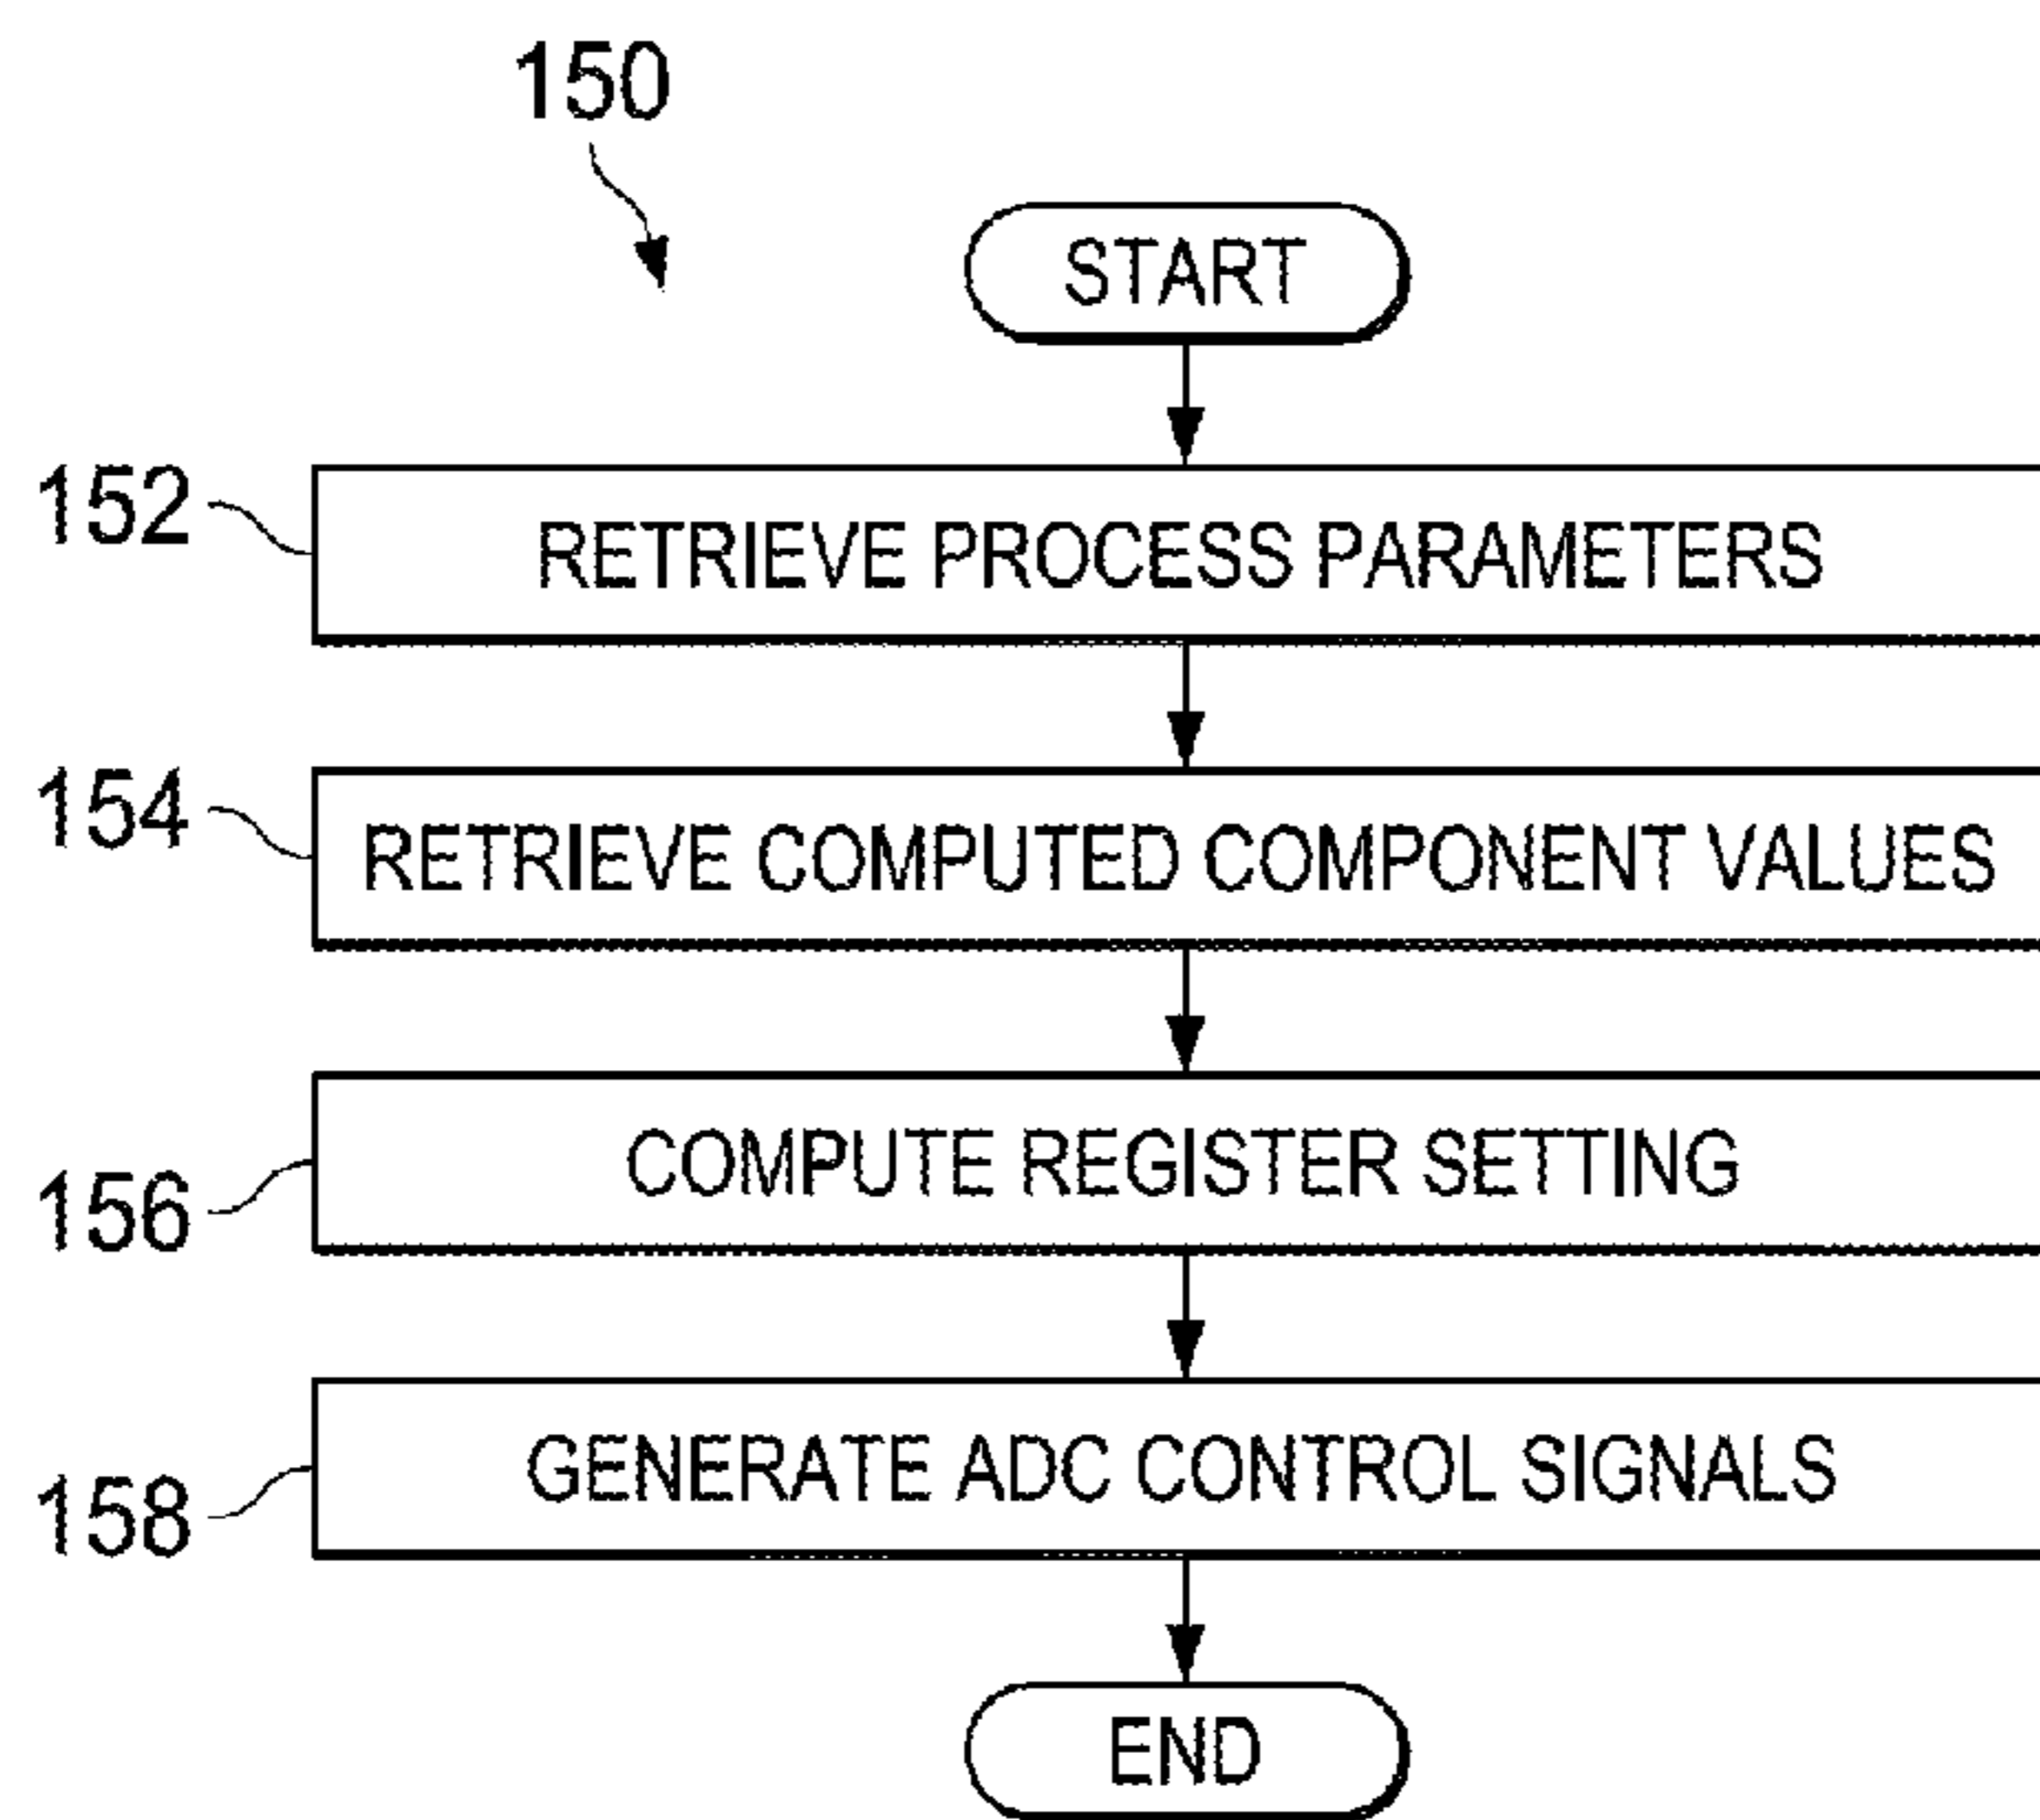 150
START
152
RETRIEVE PROCESS PARAMETERS
154
RETRIEVE COMPUTED COMPONENT VALUES
156
COMPUTE REGISTER SETTING
158
GENERATE ADC CONTROL SIGNALS
END